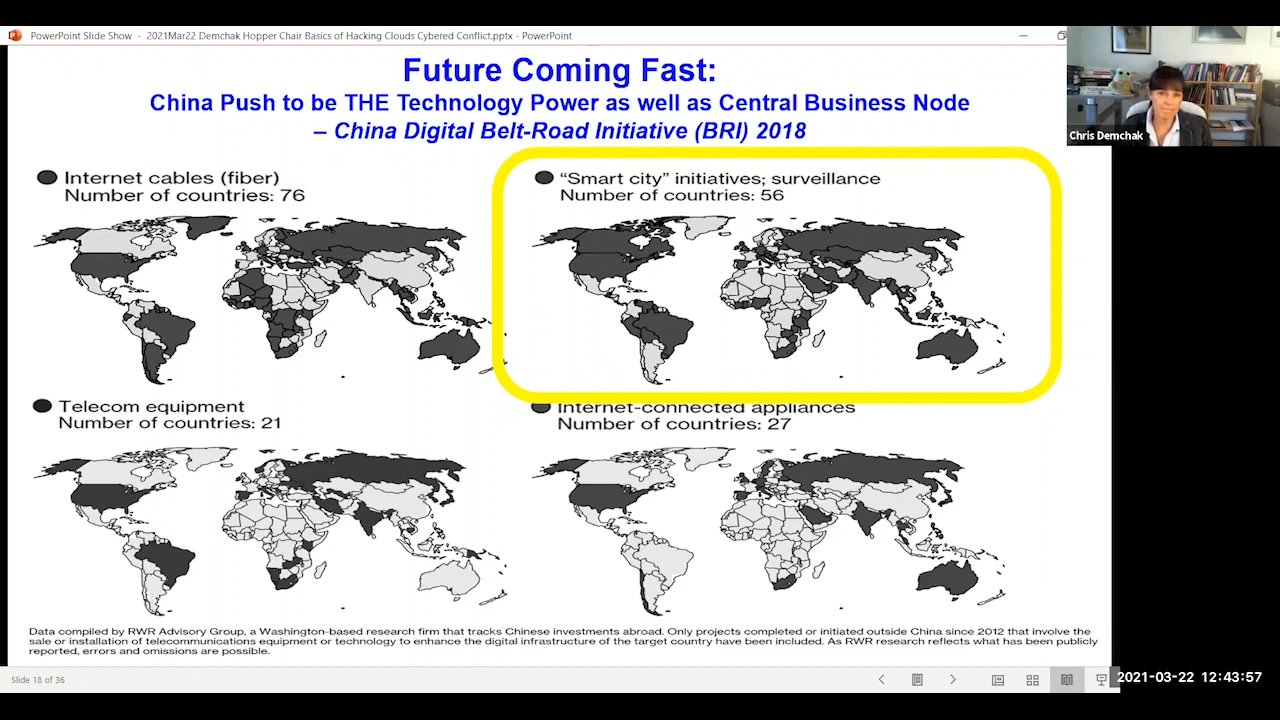 PowerPoint Slide Show - 2021Mar22 Demchak Hopper Chair Basics of Hacking Clouds Cybered Conflict.pptx - PowerPoint
Future Coming Fast:
China Push to be THE Technology Power as well as Central Business Node
– China Digital Belt-Road Initiative (BRI) 2018
Chris Demchak
Internet cables (fiber)
Number of countries: 76
“Smart city” initiatives; surveillance
Number of countries: 56
Telecom equipment
Number of countries: 21
Internet-connected appliances
Number of countries: 27
Data compiled by RWR Advisory Group, a Washington-based research firm that tracks Chinese investments abroad. Only projects completed or initiated outside China since 2012 that involve the
sale or installation of telecommunications equipment or technology to enhance the digital infrastructure of the target country have been included. As RWR research reflects what has been publicly
reported, errors and omissions are possible.
Slide 18 of 36
2021-03-22 12:43:57